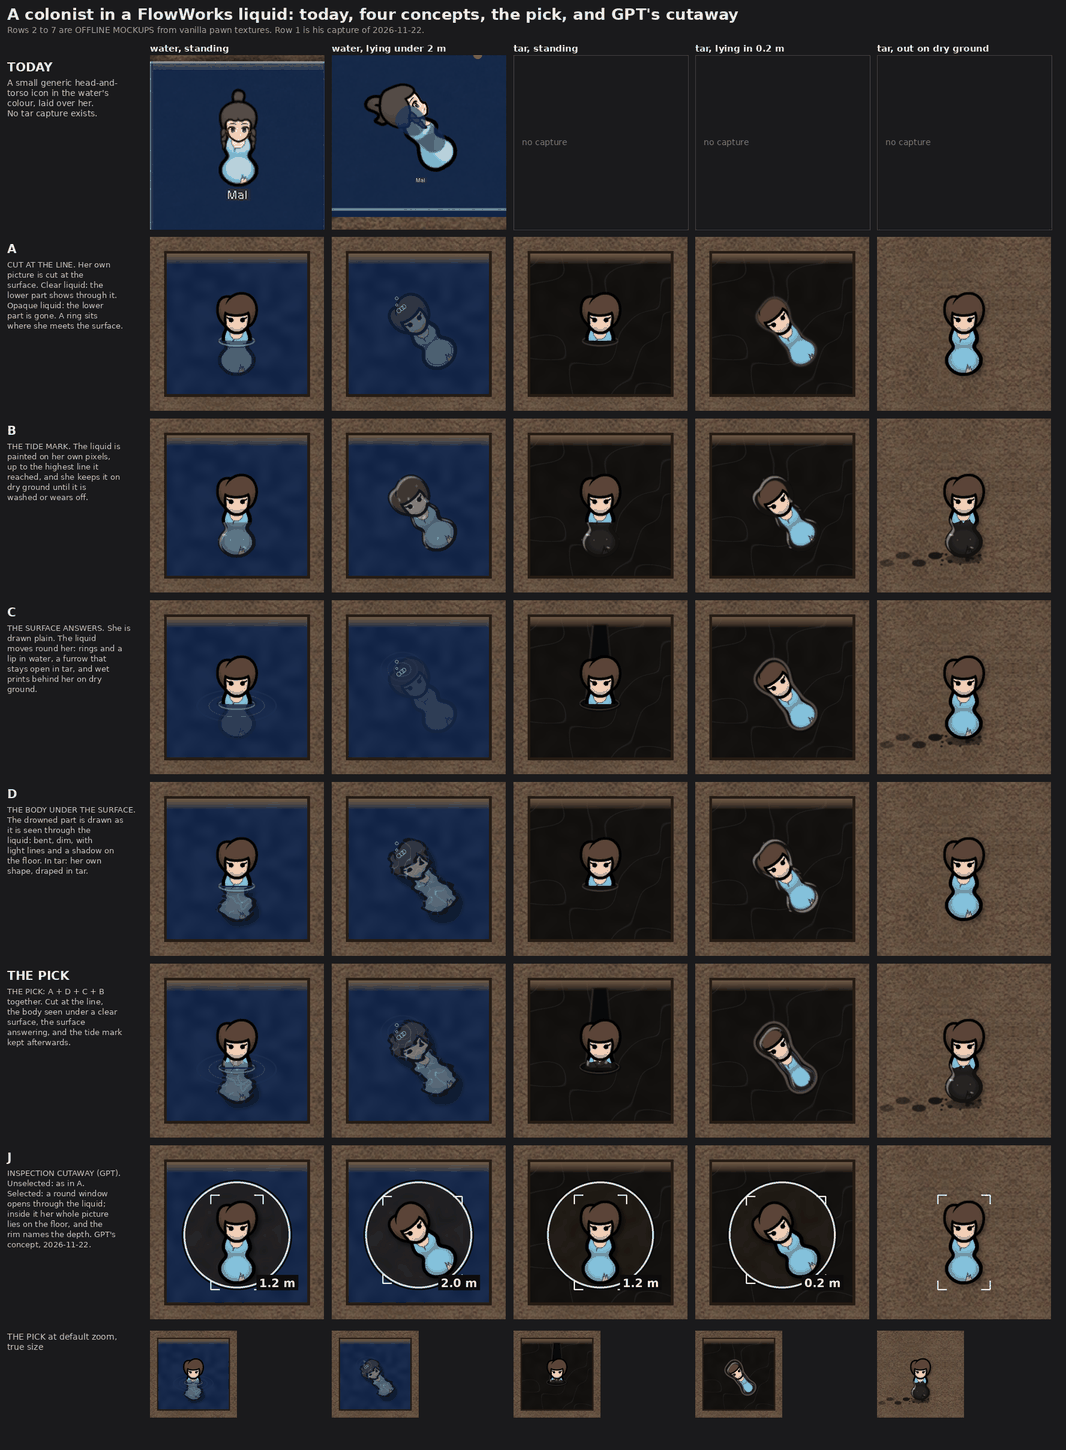 A colonist in a FlowWorks liquid: today, four concepts, the pick, and GPT's cutaway
Rows 2 to 7 are OFFLINE MOCKUPS from vanilla pawn textures. Row 1 is his capture of 2026-11-22.
water, standing
water, lying under 2 m
tar, standing
tar, lying in 0.2 m
tar, out on dry ground
TODAY
A small generic head-and-
torso icon in the water's
colour, laid over her.
No tar capture exists.
Mal
Mal
no capture
no capture
no capture
A
CUT AT THE LINE. Her own
picture is cut at the
surface. Clear liquid: the
lower part shows through it.
Opaque liquid: the lower
part is gone. A ring sits
where she meets the surface.
B
THE TIDE MARK. The liquid is
painted on her own pixels,
up to the highest line it
reached, and she keeps it on
dry ground until it is
washed or wears off.
C
THE SURFACE ANSWERS. She is
drawn plain. The liquid
moves round her: rings and a
lip in water, a furrow that
stays open in tar, and wet
prints behind her on dry
ground.
D
THE BODY UNDER THE SURFACE.
The drowned part is drawn as
it is seen through the
liquid: bent, dim, with
light lines and a shadow on
the floor. In tar: her own
shape, draped in tar.
THE PICK
THE PICK: A + D + C + B
together. Cut at the line,
the body seen under a clear
surface, the surface
answering, and the tide mark
kept afterwards.
J
INSPECTION CUTAWAY (GPT).
Unselected: as in A.
Selected: a round window
opens through the liquid:
inside it her whole picture
lies on the floor, and the
rim names the depth. GPT's
concept, 2026-11-22.
1.2 m
2.0 m
1.2 m
0.2 m
THE PICK at default zoom,
true size